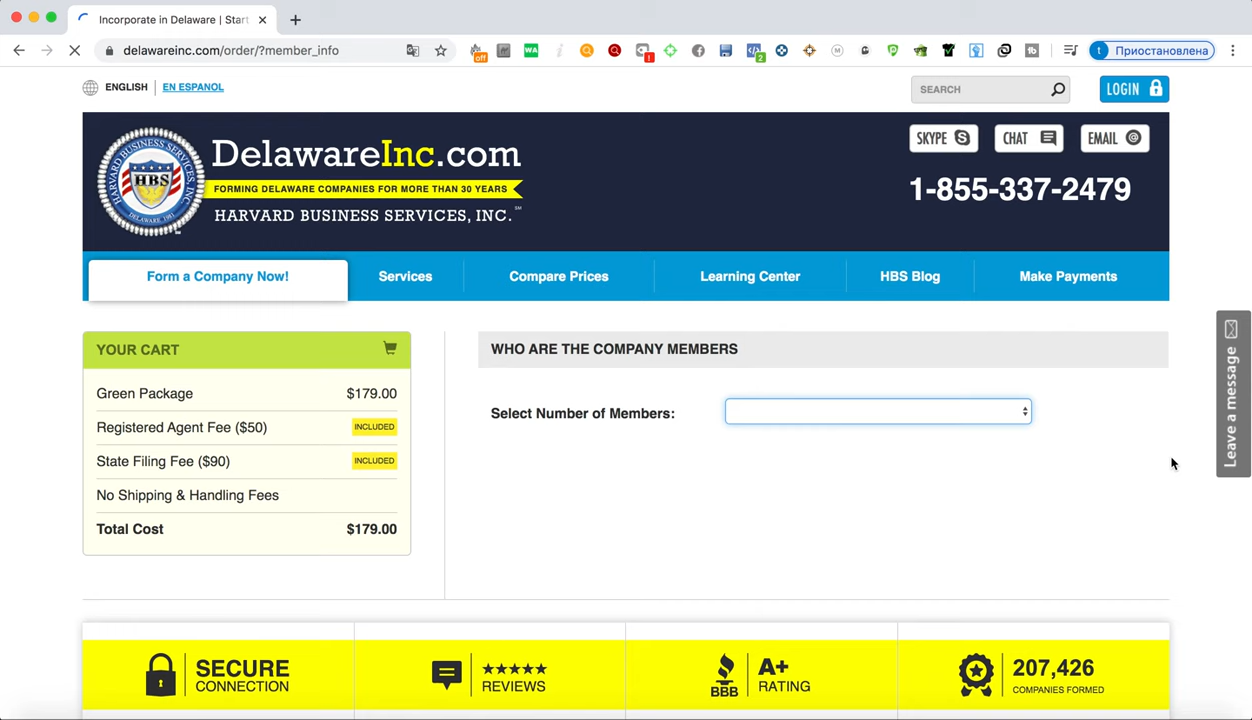 Incorporate in Delaware | Start
delawareinc.com/order/?member_info
off
WA
!
2
t Приостановлена
ENGLISH
EN ESPANOL
SEARCH
LOGIN
DelawareInc.com
FORMING DELAWARE COMPANIES FOR MORE THAN 30 YEARS
HARVARD BUSINESS SERVICES, INC.
HBS
SKYPE
CHAT
EMAIL
1-855-337-2479
Form a Company Now!
Services
Compare Prices
Learning Center
HBS Blog
Make Payments
YOUR CART
Green Package $179.00
Registered Agent Fee ($50) INCLUDED
State Filing Fee ($90) INCLUDED
No Shipping & Handling Fees
Total Cost $179.00
WHO ARE THE COMPANY MEMBERS
Select Number of Members:
Leave a message
SECURE
CONNECTION
REVIEWS
BBB
A+
RATING
207,426
COMPANIES FORMED